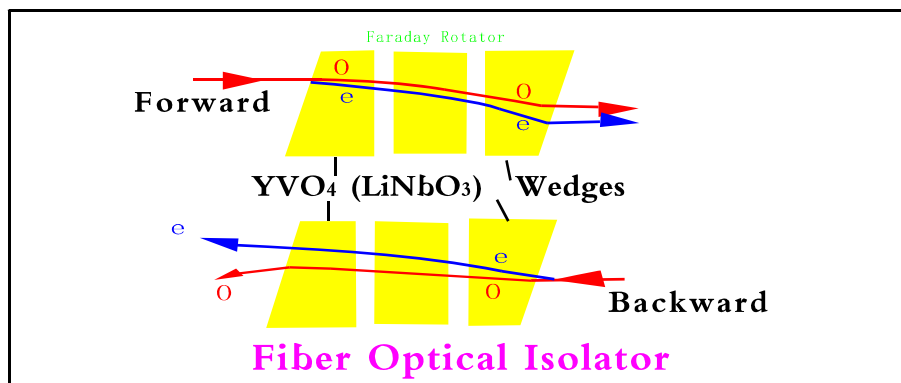 Faraday Rotator
O
O
Forward
e
e
YVO4 (LiNbO3) Wedges
e
e
O
O
Backward
Fiber Optical Isolator